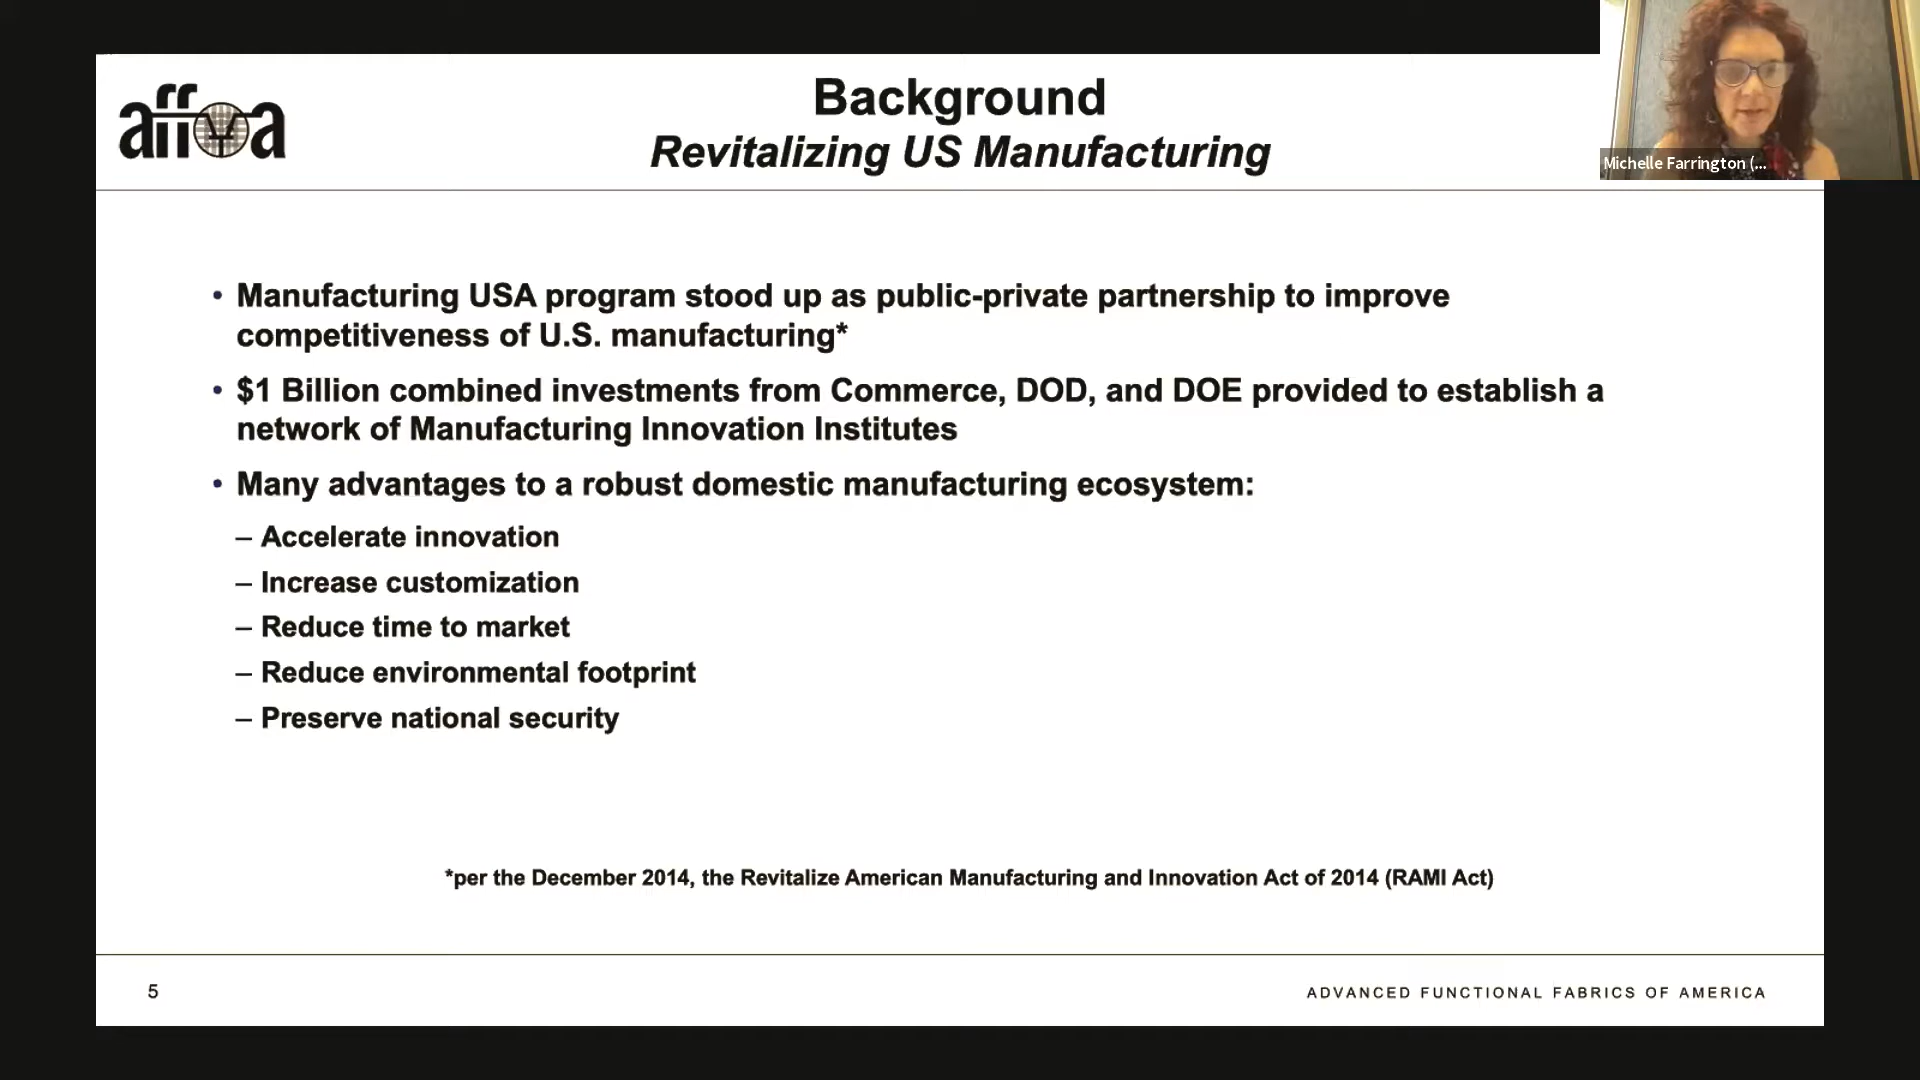 affoa
Background
Revitalizing US Manufacturing
Michelle Farrington (...
• Manufacturing USA program stood up as public-private partnership to improve
competitiveness of U.S. manufacturing*
• $1 Billion combined investments from Commerce, DOD, and DOE provided to establish a
network of Manufacturing Innovation Institutes
• Many advantages to a robust domestic manufacturing ecosystem:
– Accelerate innovation
– Increase customization
– Reduce time to market
– Reduce environmental footprint
– Preserve national security
*per the December 2014, the Revitalize American Manufacturing and Innovation Act of 2014 (RAMI Act)
5
ADVANCED FUNCTIONAL FABRICS OF AMERICA